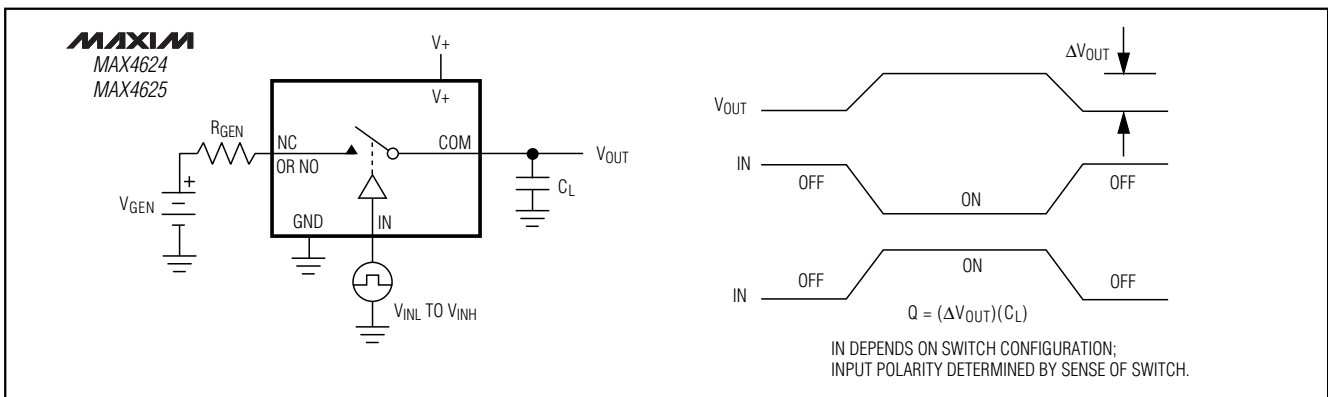 MAXIM
MAX4624
MAX4625
V+
V+
RGEN
NC
OR NO
COM
VOUT
CL
+
VGEN
GND
IN
VINL TO VINH
ΔVOUT
VOUT
IN
OFF
ON
OFF
IN
OFF
ON
OFF
Q = (ΔVOUT)(CL)
IN DEPENDS ON SWITCH CONFIGURATION;
INPUT POLARITY DETERMINED BY SENSE OF SWITCH.